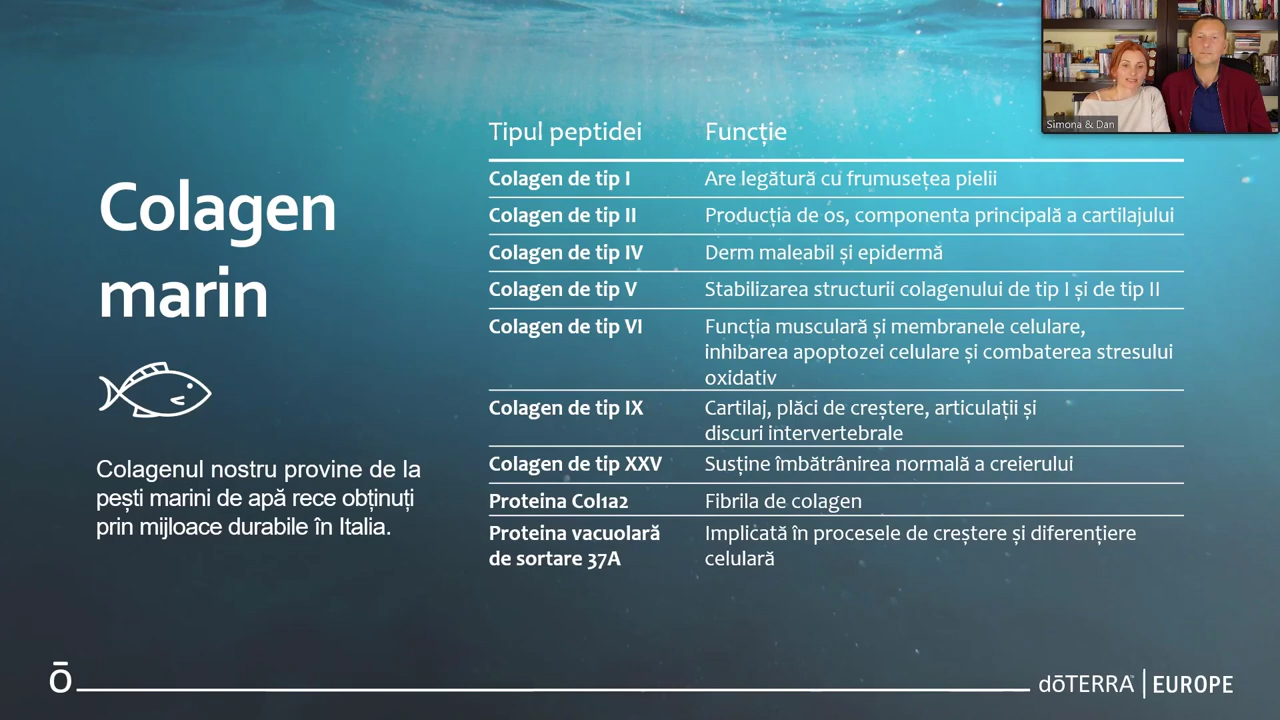 Simona & Dan
Colagen
marin
Colagenul nostru provine de la
pești marini de apă rece obținuți
prin mijloace durabile în Italia.
Tipul peptidei Funcție
Colagen de tip I Are legătură cu frumusețea pielii
Colagen de tip II Producția de os, componenta principală a cartilajului
Colagen de tip IV Derm maleabil și epidermă
Colagen de tip V Stabilizarea structurii colagenului de tip I și de tip II
Colagen de tip VI Funcția musculară și membranele celulare,
inhibarea apoptozei celulare și combaterea stresului
oxidativ
Colagen de tip IX Cartilaj, plăci de creștere, articulații și
discuri intervertebrale
Colagen de tip XXV Susține îmbătrânirea normală a creierului
Proteina Col1a2 Fibrila de colagen
Proteina vacuolară Implicată în procesele de creștere și diferențiere
de sortare 37A celulară
ō
dōTERRA | EUROPE